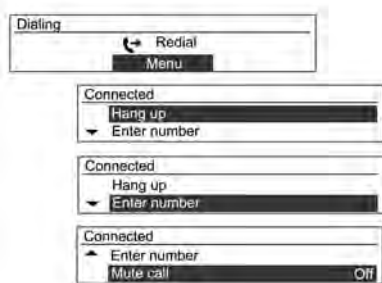 Dialing
Redial
Menu
Connected
Hang up
Enter number
Connected
Hang up
Enter number
Connected
Enter number
Mute call Off